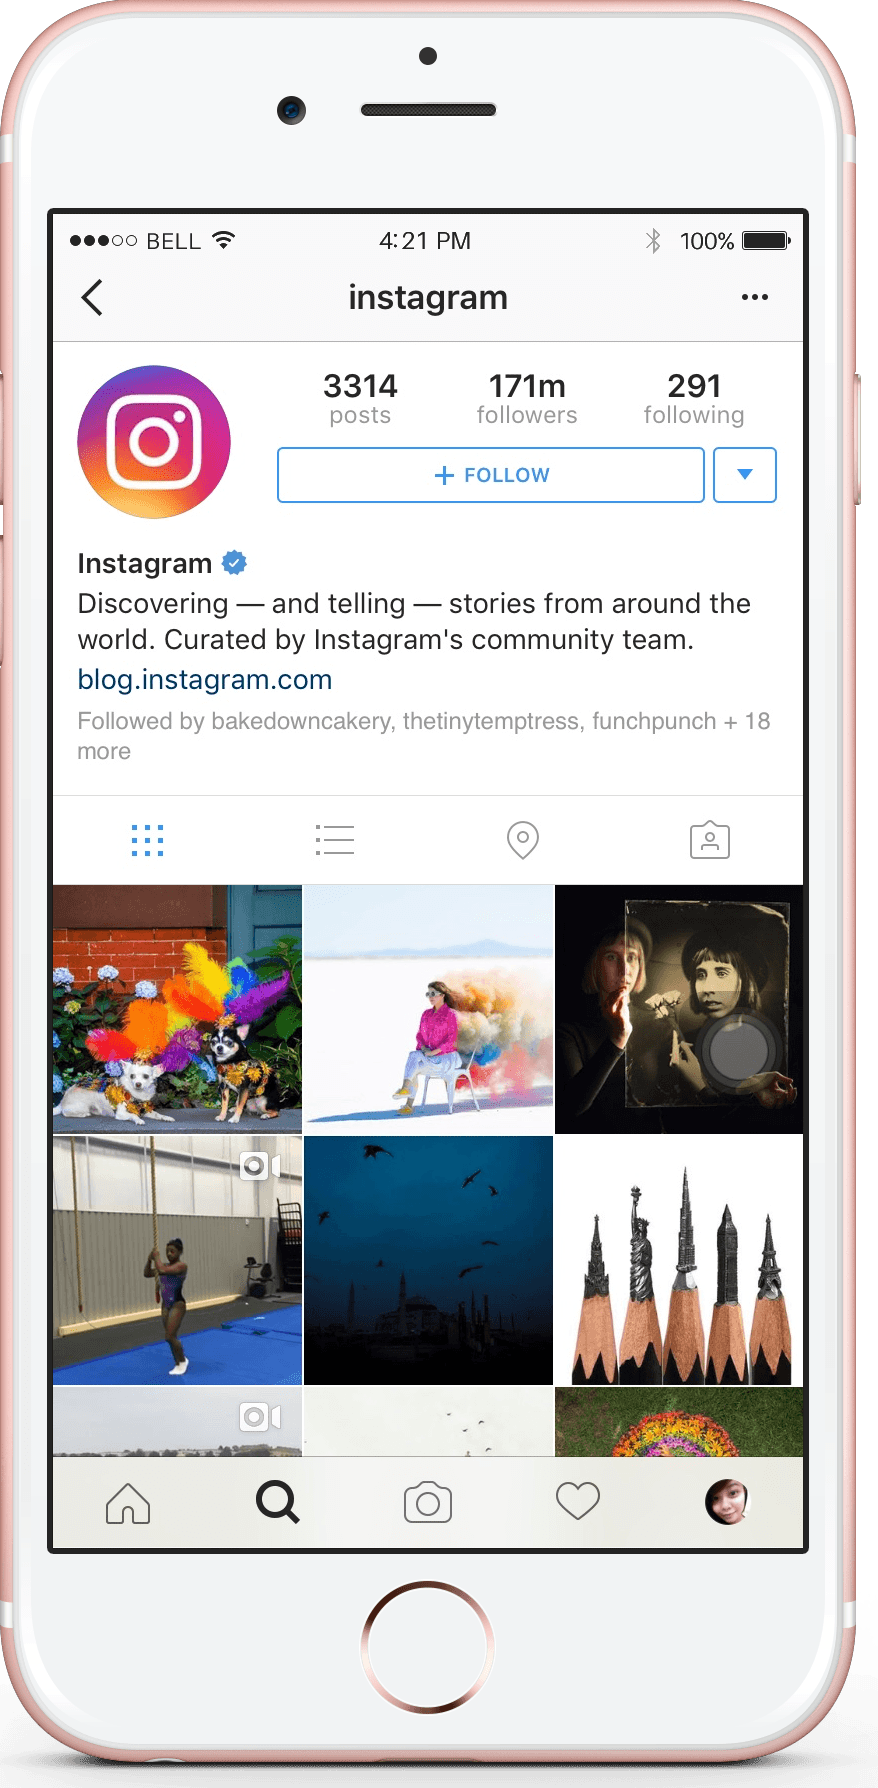 BELL 4:21 PM 100%
instagram
3314 171m 291
posts followers following
+ FOLLOW
Instagram
Discovering — and telling — stories from around the
world. Curated by Instagram's community team.
blog.instagram.com
Followed by bakedowncakery, thetinytemptress, funchpunch + 18
more